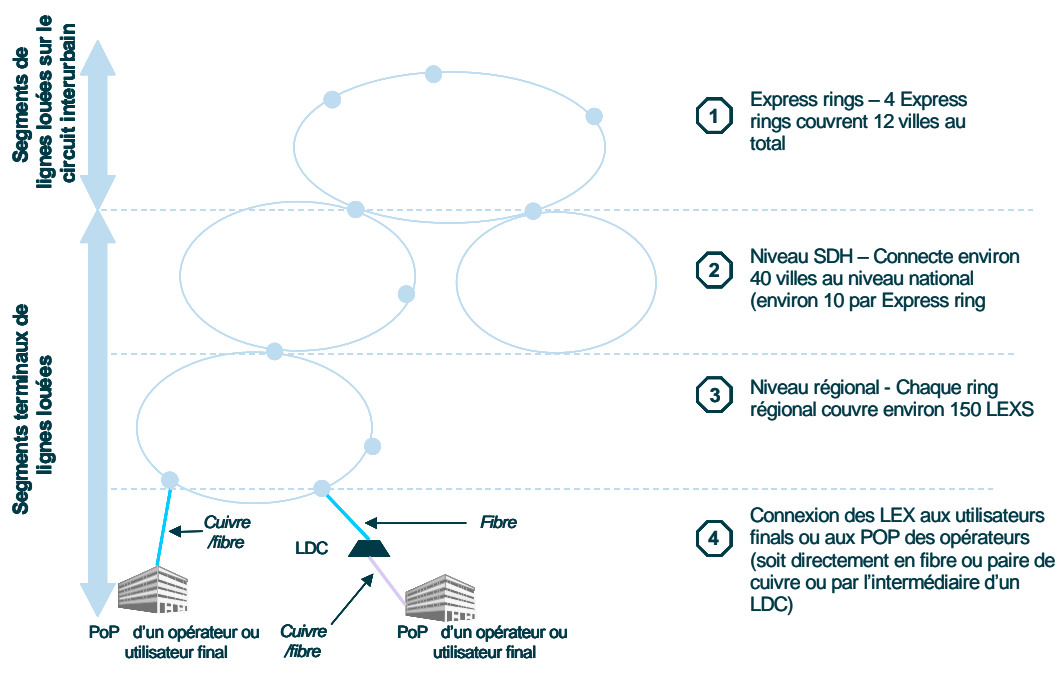 Segments de
lignes louées sur le
circuit interurbain
1
Express rings – 4 Express
rings couvrent 12 villes au
total
2
Niveau SDH – Connecte environ
40 villes au niveau national
(environ 10 par Express ring
Segments terminaux de
lignes louées
3
Niveau régional - Chaque ring
régional couvre environ 150 LEXS
4
Connexion des LEX aux utilisateurs
finals ou aux POP des opérateurs
(soit directement en fibre ou paire de
cuivre ou par l'intermédiaire d'un
LDC)
Cuivre
/fibre
Fibre
LDC
Cuivre
/fibre
PoP d'un opérateur ou
utilisateur final
PoP d'un opérateur ou
utilisateur final